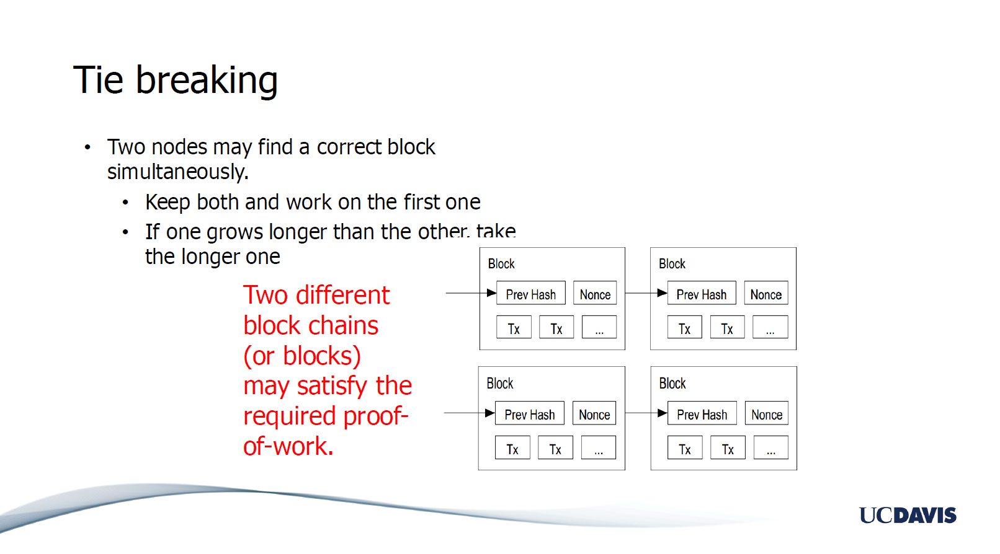 Tie breaking
• Two nodes may find a correct block
simultaneously.
• Keep both and work on the first one
• If one grows longer than the other, take
the longer one
Two different
block chains
(or blocks)
may satisfy the
required proof-
of-work.
Block
Prev Hash Nonce
Tx Tx ...
Block
Prev Hash Nonce
Tx Tx ...
Block
Prev Hash Nonce
Tx Tx ...
Block
Prev Hash Nonce
Tx Tx ...
UCDAVIS